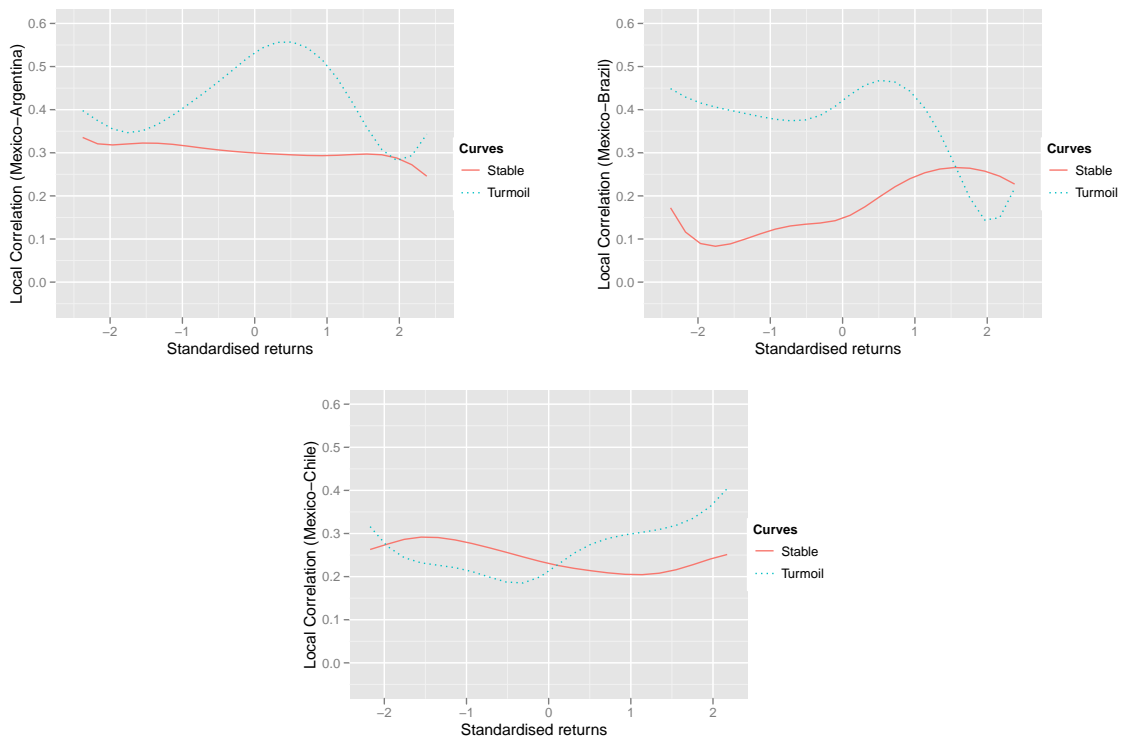 Local Correlation (Mexico−Argentina)
0.6
0.5
0.4
0.3
0.2
0.1
0.0
−2
−1
0
1
2
Standardised returns
Curves
Stable
Turmoil
Local Correlation (Mexico−Brazil)
0.6
0.5
0.4
0.3
0.2
0.1
0.0
−2
−1
0
1
2
Standardised returns
Curves
Stable
Turmoil
Local Correlation (Mexico−Chile)
0.6
0.5
0.4
0.3
0.2
0.1
0.0
−2
−1
0
1
2
Standardised returns
Curves
Stable
Turmoil